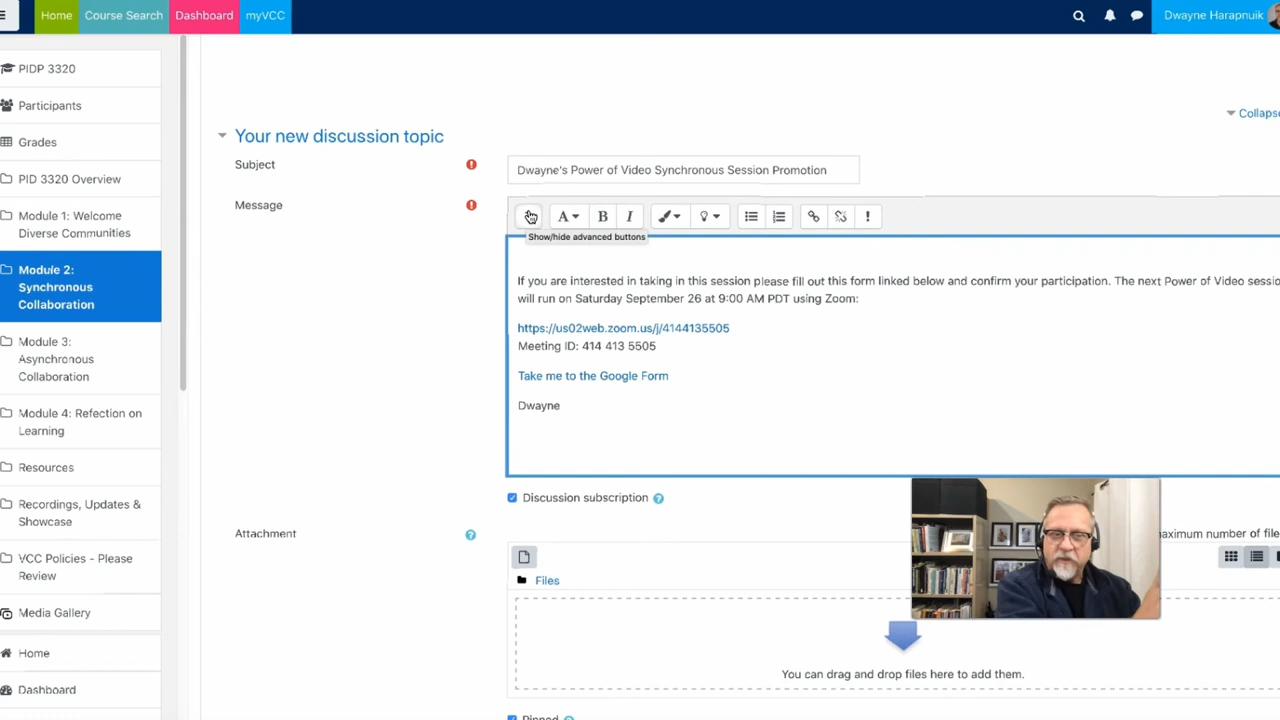 Home
Course Search
Dashboard
myVCC
Dwayne Harapnuik
PIDP 3320
Participants
Grades
PID 3320 Overview
Module 1: Welcome
Diverse Communities
Module 2:
Synchronous
Collaboration
Module 3:
Asynchronous
Collaboration
Module 4: Refection on
Learning
Resources
Recordings, Updates &
Showcase
VCC Policies - Please
Review
Media Gallery
Home
Dashboard
Collapse
Your new discussion topic
Subject
Dwayne's Power of Video Synchronous Session Promotion
Message
A
B
I
Show/hide advanced buttons
If you are interested in taking in this session please fill out this form linked below and confirm your participation. The next Power of Video sessio
will run on Saturday September 26 at 9:00 AM PDT using Zoom:
https://us02web.zoom.us/j/4144135505
Meeting ID: 414 413 5505
Take me to the Google Form
Dwayne
Discussion subscription
Attachment
aximum number of file
Files
You can drag and drop files here to add them.
Pinned